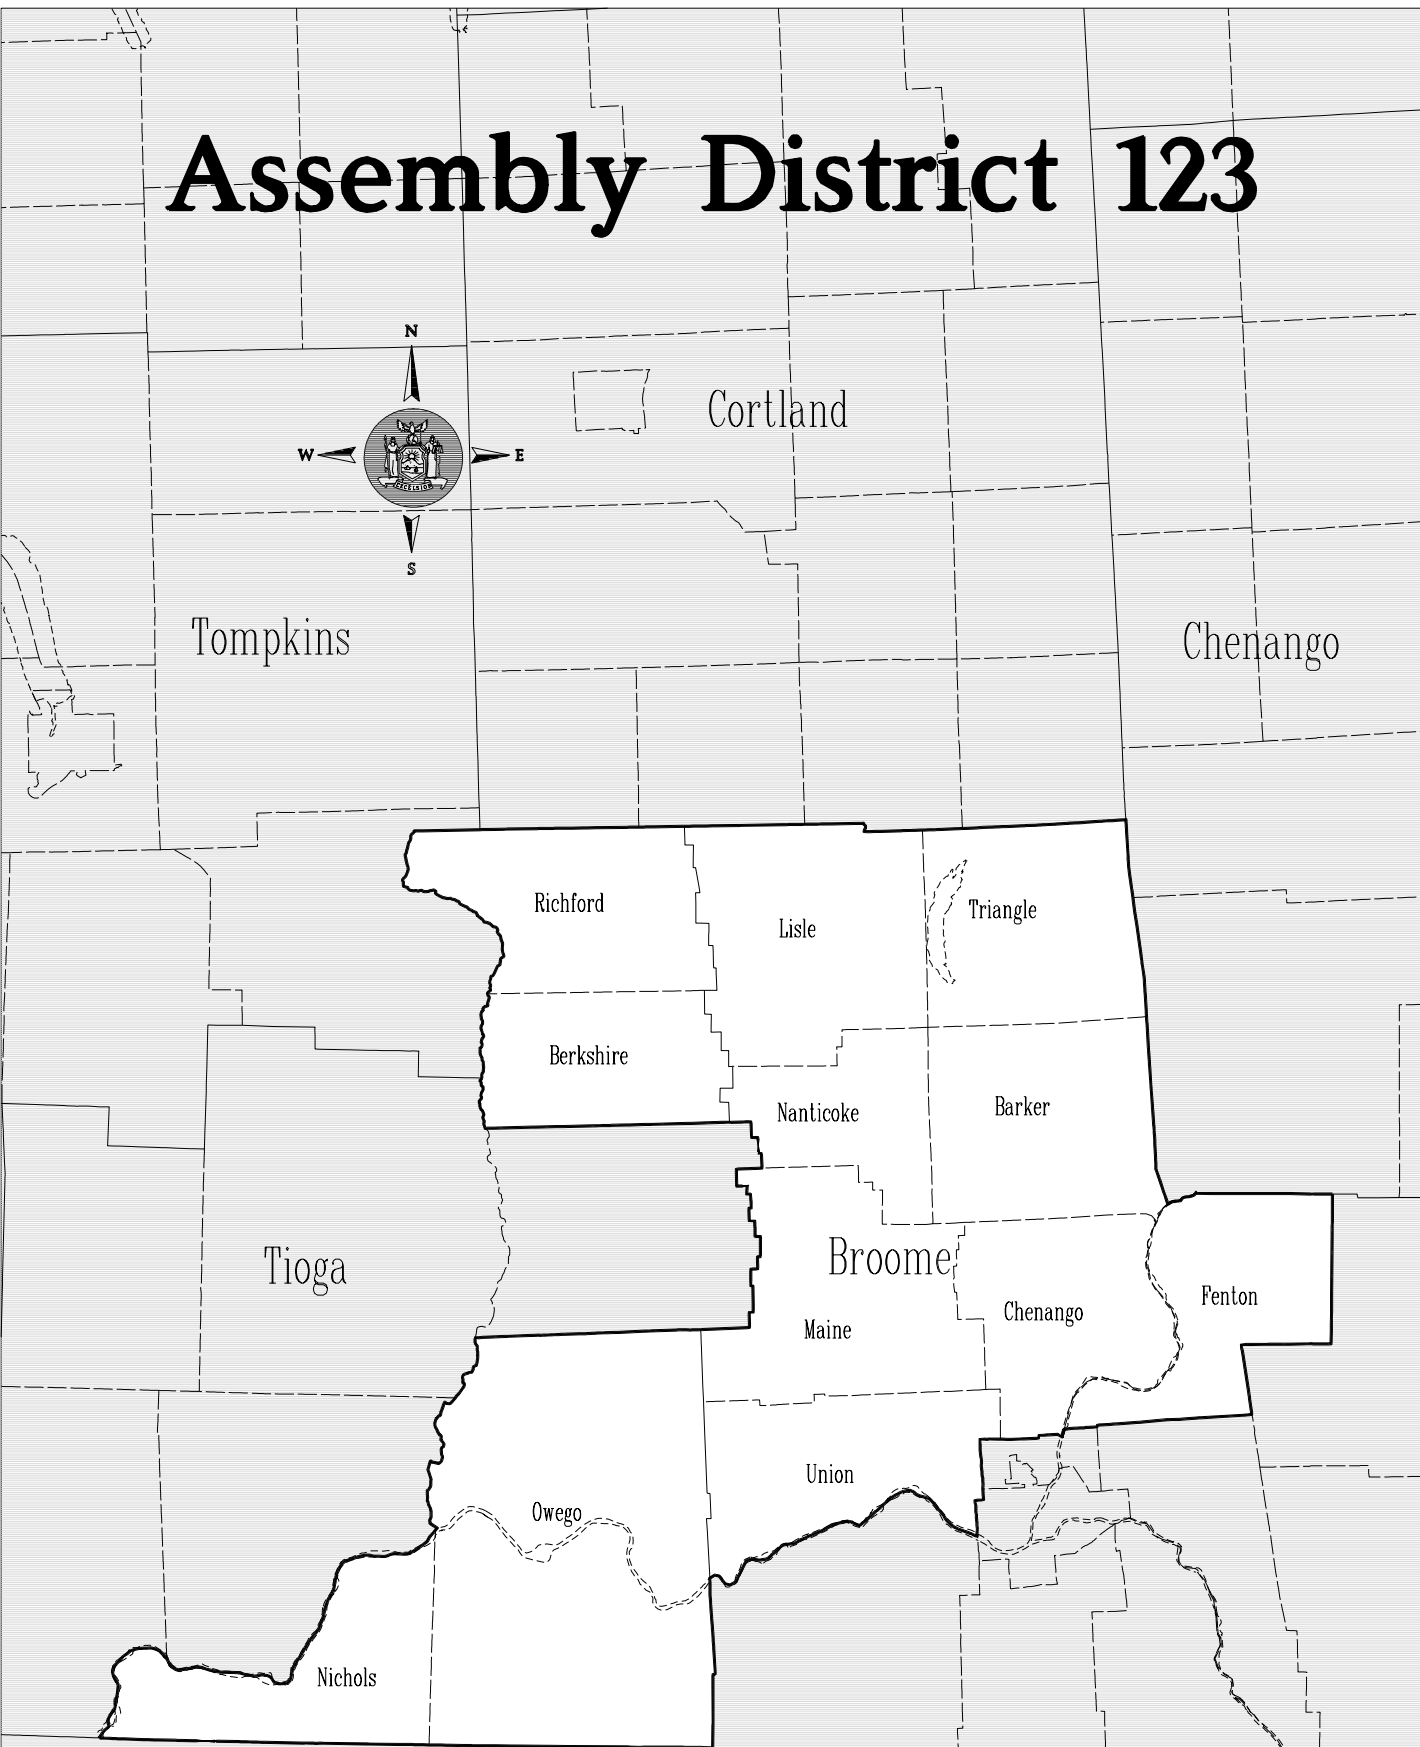 Assembly District 123
N
Cortland
W
E
EXCELSIOR
S
Tompkins
Chenango
Richford
Triangle
Lisle
Berkshire
Barker
Nanticoke
Broome
Tioga
Fenton
Chenango
Maine
Union
Owego
Nichols